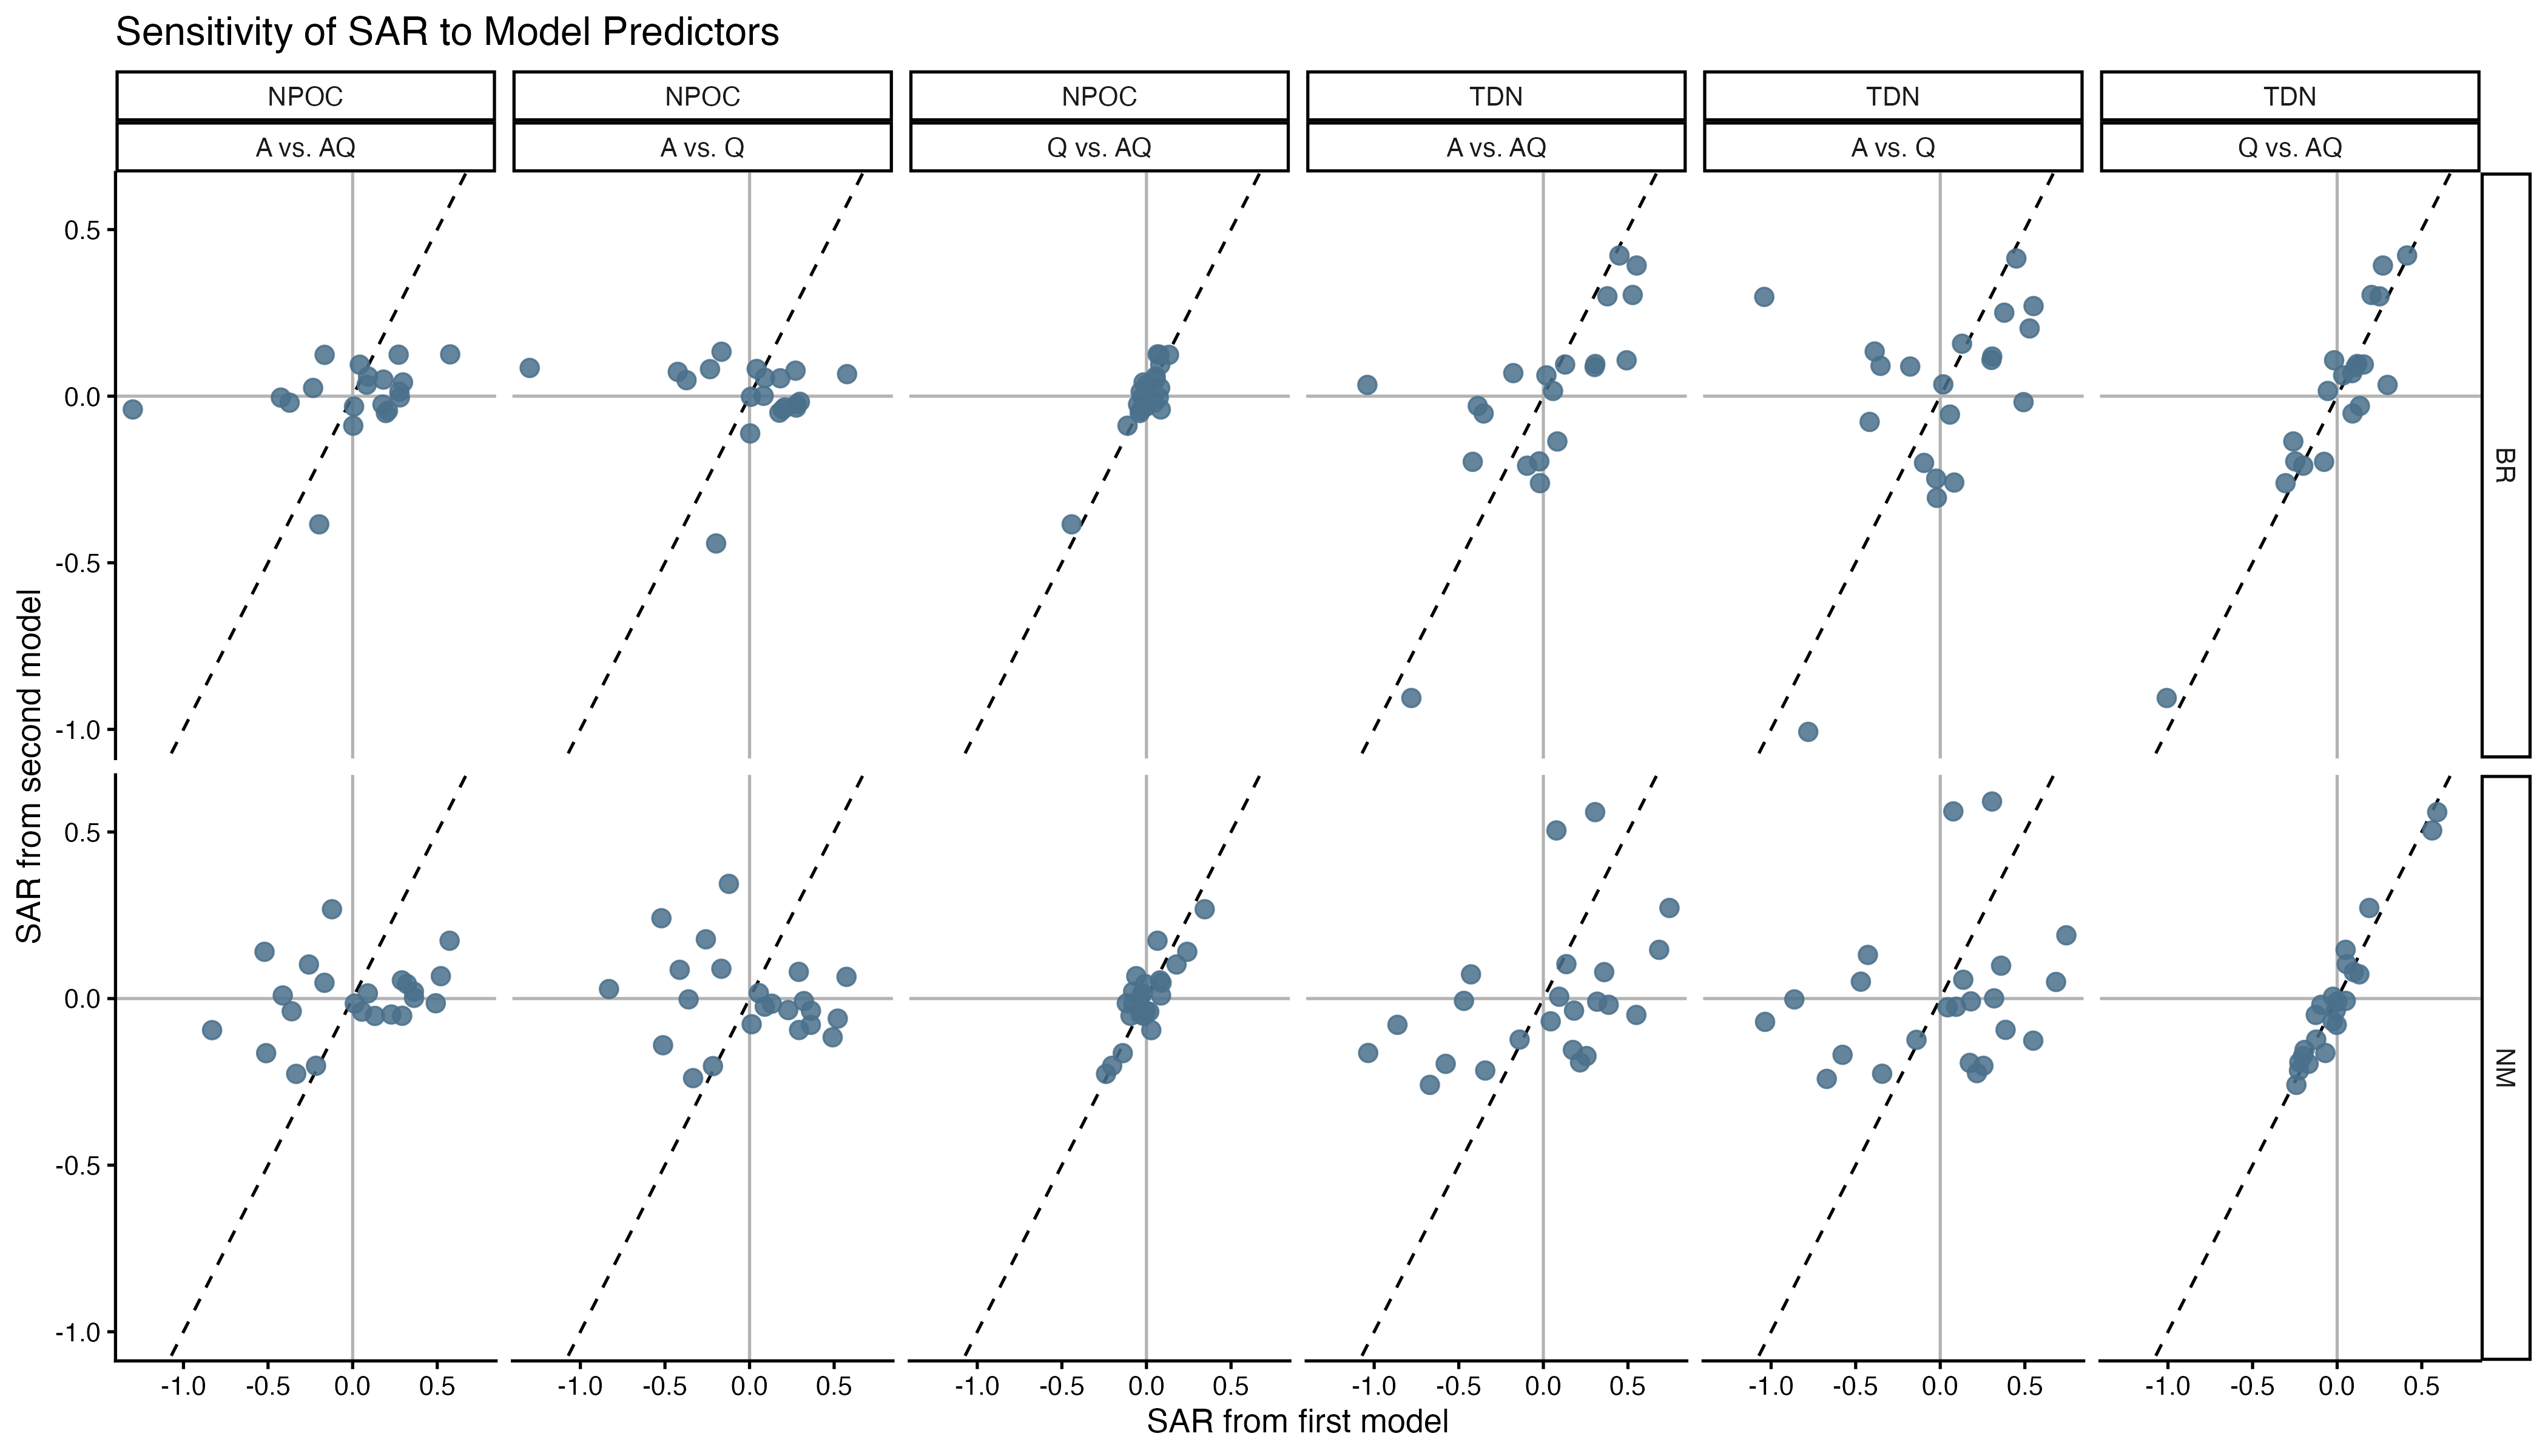 Sensitivity of SAR to Model Predictors
NPOC NPOC NPOC TDN TDN TDN
A vs. AQ A vs. Q Q vs. AQ A vs. AQ A vs. Q Q vs. AQ
0.5
0.0
-0.5
-1.0
BR
0.5
0.0
-0.5
-1.0
NM
SAR from second model
-1.0 -0.5 0.0 0.5 -1.0 -0.5 0.0 0.5 -1.0 -0.5 0.0 0.5 -1.0 -0.5 0.0 0.5 -1.0 -0.5 0.0 0.5 -1.0 -0.5 0.0 0.5
SAR from first model